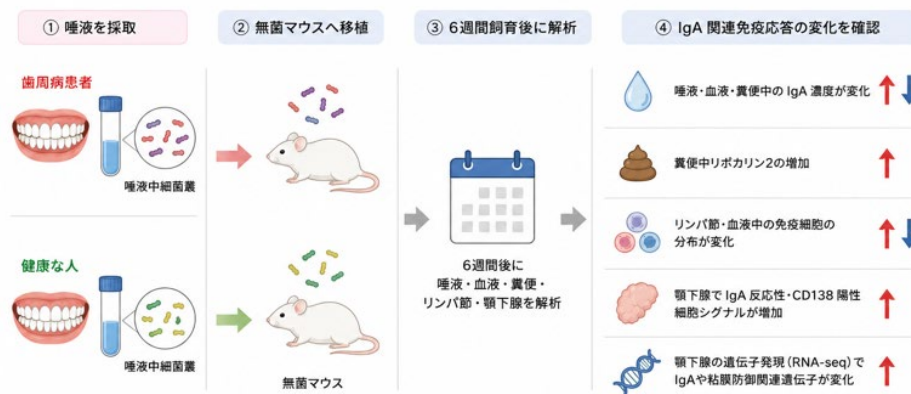 ① 唾液を採取
② 無菌マウスへ移植
③ 6週間飼育後に解析
④ IgA 関連免疫応答の変化を確認
歯周病患者
唾液中細菌叢
健康な人
唾液中細菌叢
無菌マウス
6週間後に
唾液・血液・糞便・
リンパ節・顎下腺を解析
唾液・血液・糞便中の IgA 濃度が変化
糞便中リポカリン2の増加
リンパ節・血液中の免疫細胞の
分布が変化
顎下腺で IgA 反応性・CD138 陽性
細胞シグナルが増加
顎下腺の遺伝子発現（RNA-seq）で
IgAや粘膜防御関連遺伝子が変化